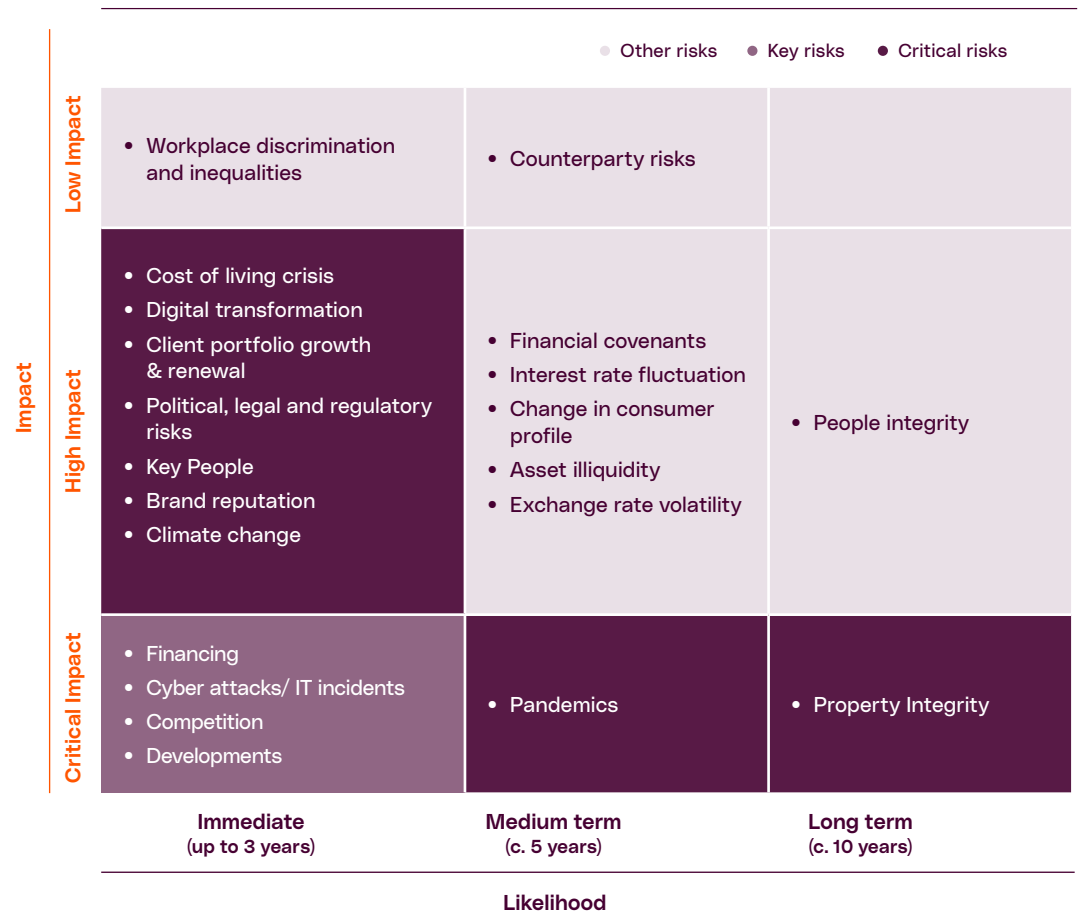 Other risks
Key risks
Critical risks
Impact
Low Impact
• Workplace discrimination
and inequalities
• Counterparty risks
High Impact
• Cost of living crisis
• Digital transformation
• Client portfolio growth
& renewal
• Political, legal and regulatory
risks
• Key People
• Brand reputation
• Climate change
• Financial covenants
• Interest rate fluctuation
• Change in consumer
profile
• Asset illiquidity
• Exchange rate volatility
• People integrity
Critical Impact
• Financing
• Cyber attacks/ IT incidents
• Competition
• Developments
• Pandemics
• Property Integrity
Immediate
(up to 3 years)
Medium term
(c. 5 years)
Long term
(c. 10 years)
Likelihood